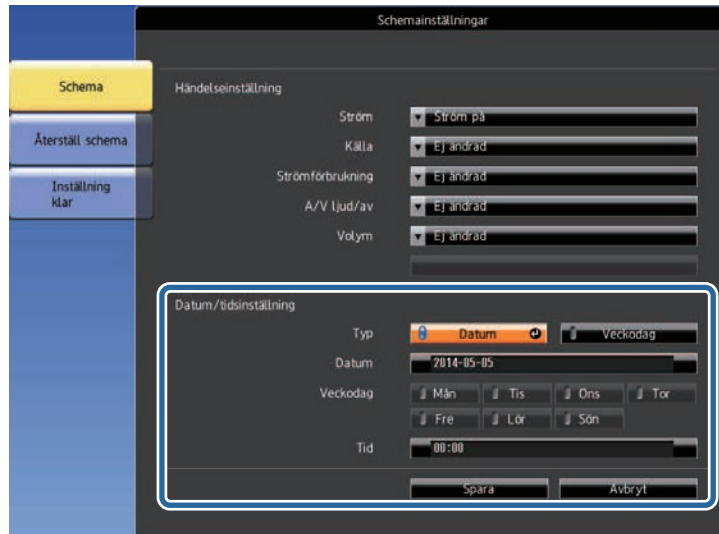 Schemainställningar
Schema
Återställ schema
Inställning
klar
Händelseinställning
Ström Ström på
Källa Ej ändrad
Strömförbrukning Ej ändrad
A/V ljud/av Ej ändrad
Volym Ej ändrad
Datum/tidsinställning
Typ Datum Veckodag
Datum 2014-05-05
Veckodag Mån Tis Ons Tor
Fre Lör Sön
Tid 00:00
Spara Avbryt